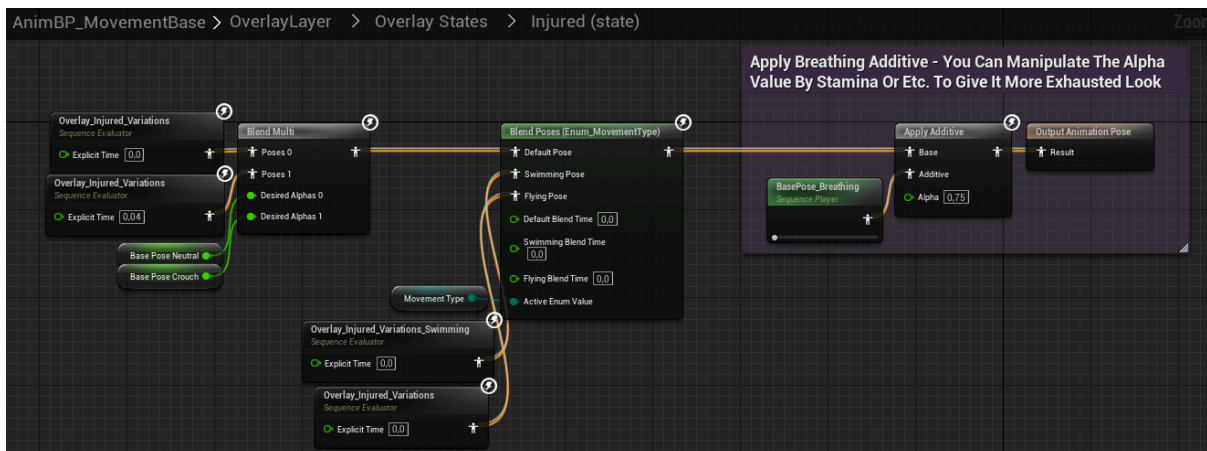 AnimBP_MovementBase > OverlayLayer > Overlay States > Injured (state)
Zoor
Apply Breathing Additive - You Can Manipulate The Alpha
Value By Stamina Or Etc. To Give It More Exhausted Look
Overlay_Injured_Variations
Sequence Evaluator
Explicit Time 0,0
Overlay_Injured_Variations
Sequence Evaluator
Explicit Time 0,04
Blend Multi
Poses 0
Poses 1
Desired Alphas 0
Desired Alphas 1
Base Pose Neutral
Base Pose Crouch
Blend Poses (Enum_MovementType)
Default Pose
Swimming Pose
Flying Pose
Default Blend Time 0,0
Swimming Blend Time
0,0
Flying Blend Time 0,0
Active Enum Value
Movement Type
Overlay_Injured_Variations_Swimming
Sequence Evaluator
Explicit Time 0,0
Overlay_Injured_Variations
Sequence Evaluator
Explicit Time 0,0
BasePose_Breathing
Sequence Player
Apply Additive
Base
Additive
Alpha 0,75
Output Animation Pose
Result